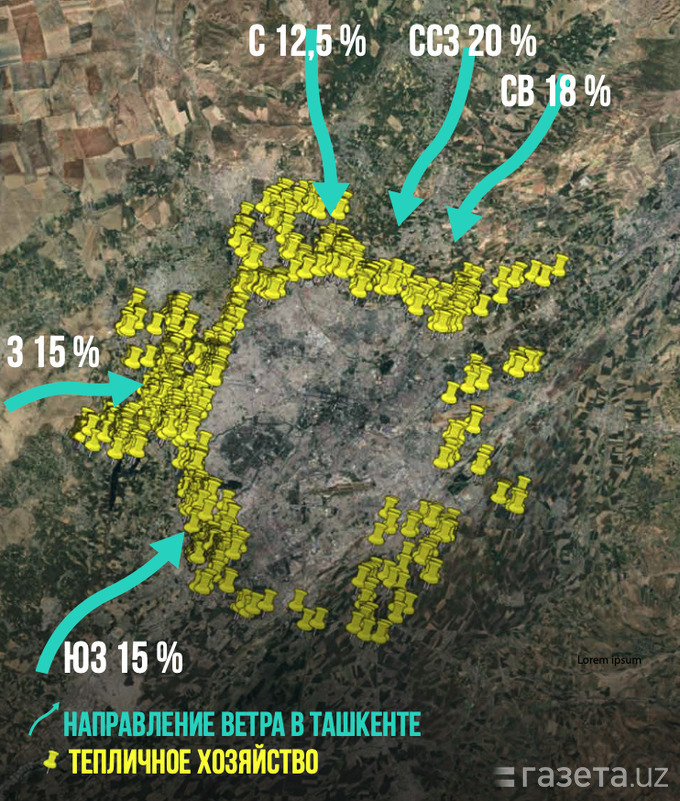 С 12,5 %
ССЗ 20 %
СВ 18 %
З 15 %
ЮЗ 15 %
Lorem ipsum
НАПРАВЛЕНИЕ ВЕТРА В ТАШКЕНТЕ
ТЕПЛИЧНОЕ ХОЗЯЙСТВО
газета.uz